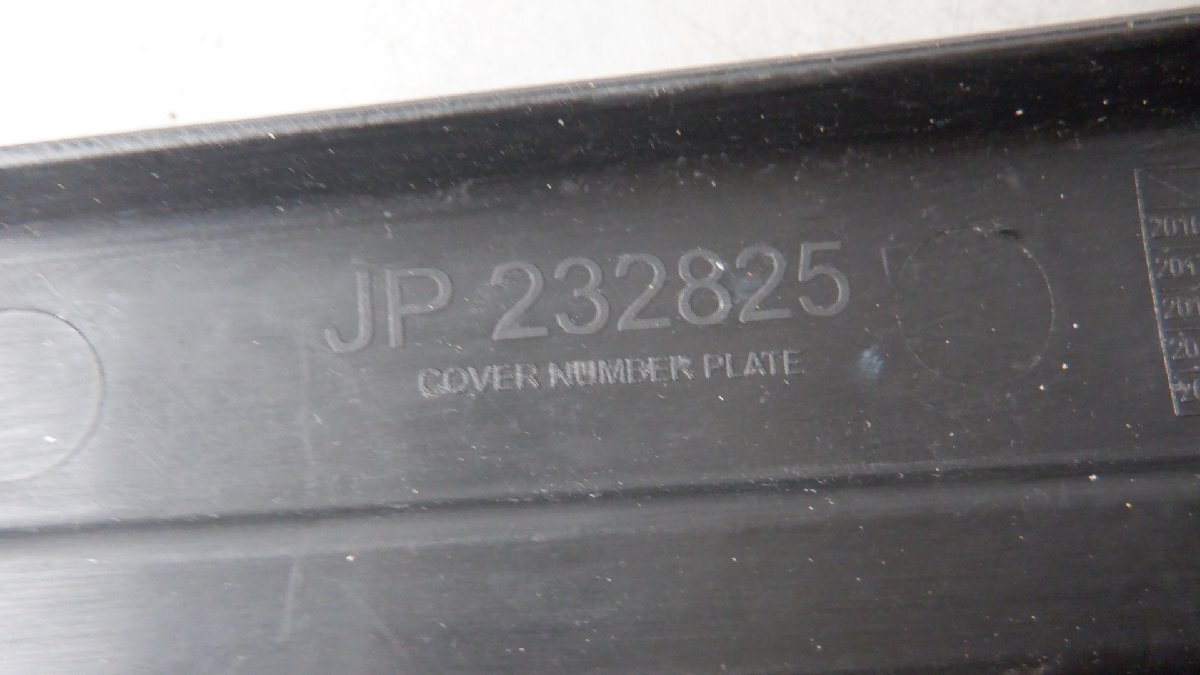 JP 232825
COVER NUMBER PLATE